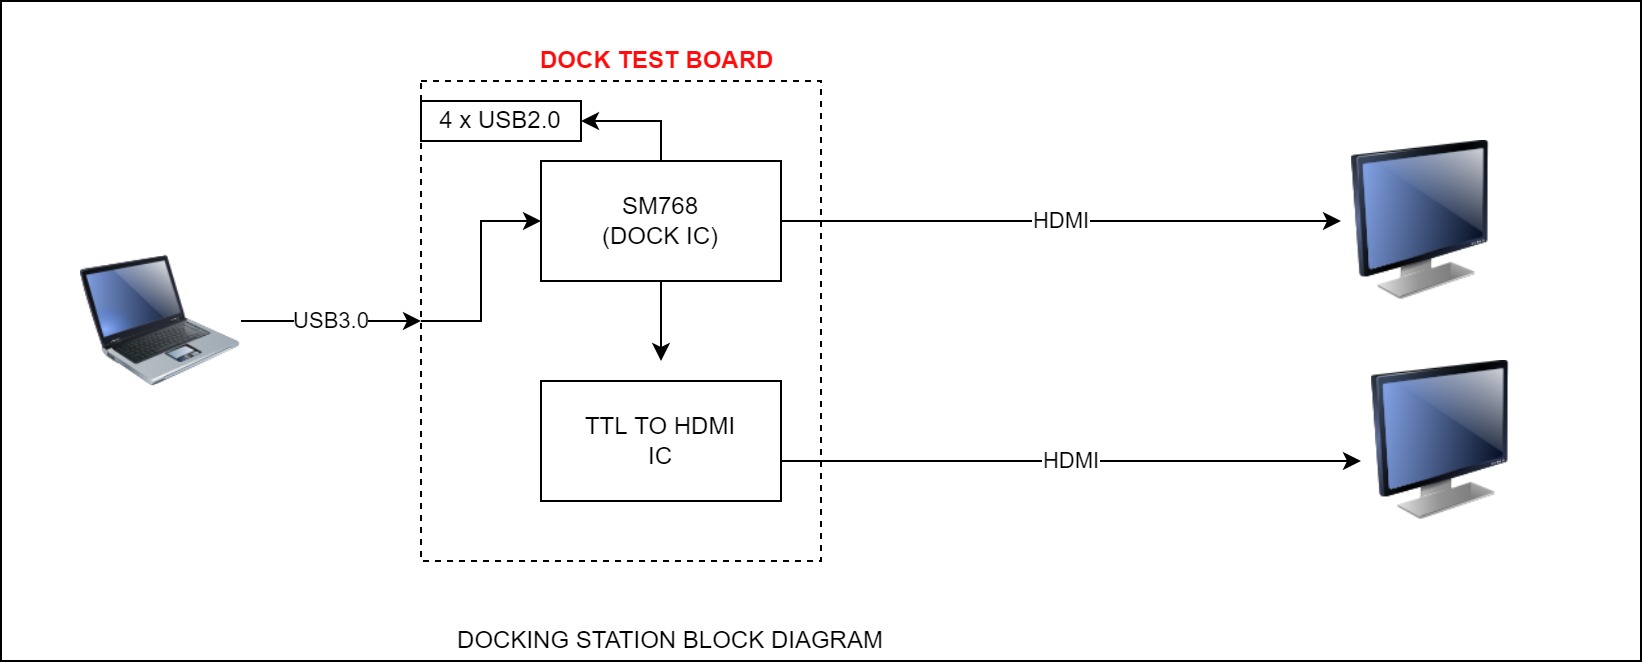 DOCK TEST BOARD
4 x USB2.0
SM768
(DOCK IC)
HDMI
USB3.0
TTL TO HDMI
IC
HDMI
DOCKING STATION BLOCK DIAGRAM